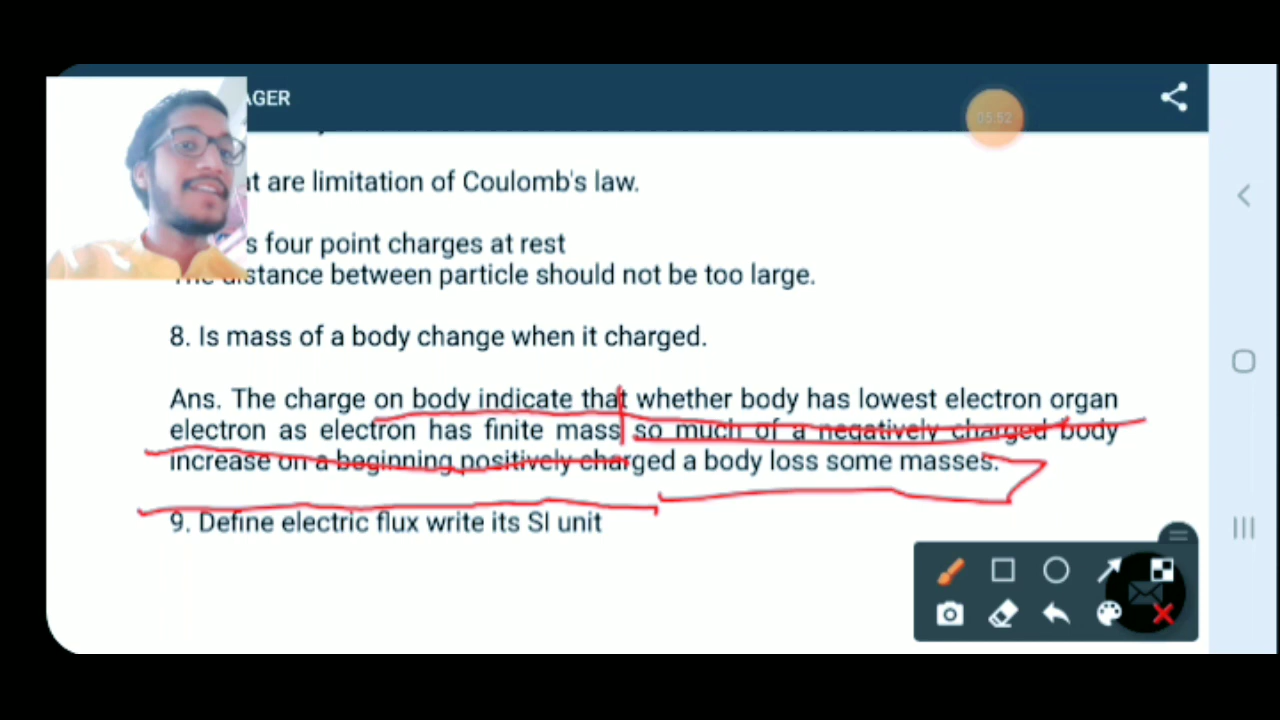 AGER
05:52
are limitation of Coulomb's law.
s four point charges at rest
distance between particle should not be too large.
8. Is mass of a body change when it charged.
Ans. The charge on body indicate that whether body has lowest electron organ
electron as electron has finite mass so much of a negatively charged body
increase on a beginning positively charged a body loss some masses.
9. Define electric flux write its SI unit